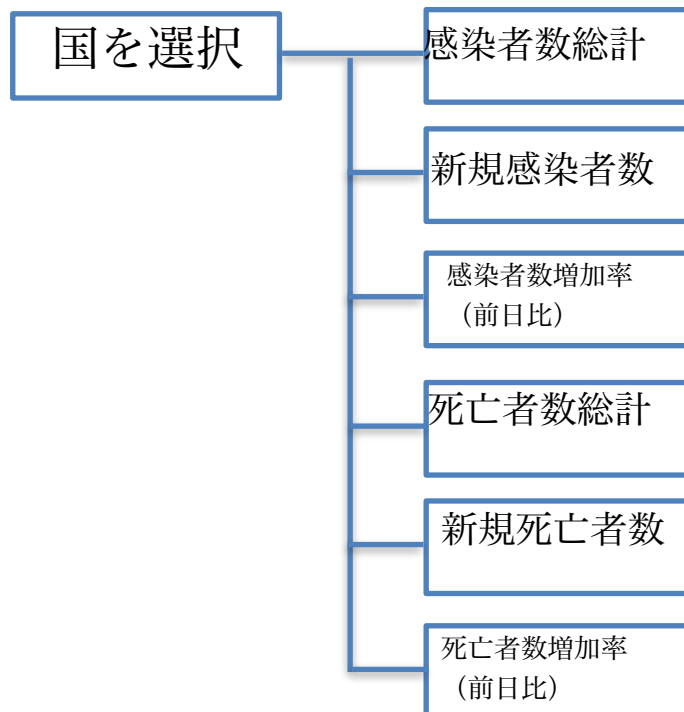 国を選択
感染者数総計
新規感染者数
感染者数増加率
（前日比）
死亡者数総計
新規死亡者数
死亡者数増加率
（前日比）